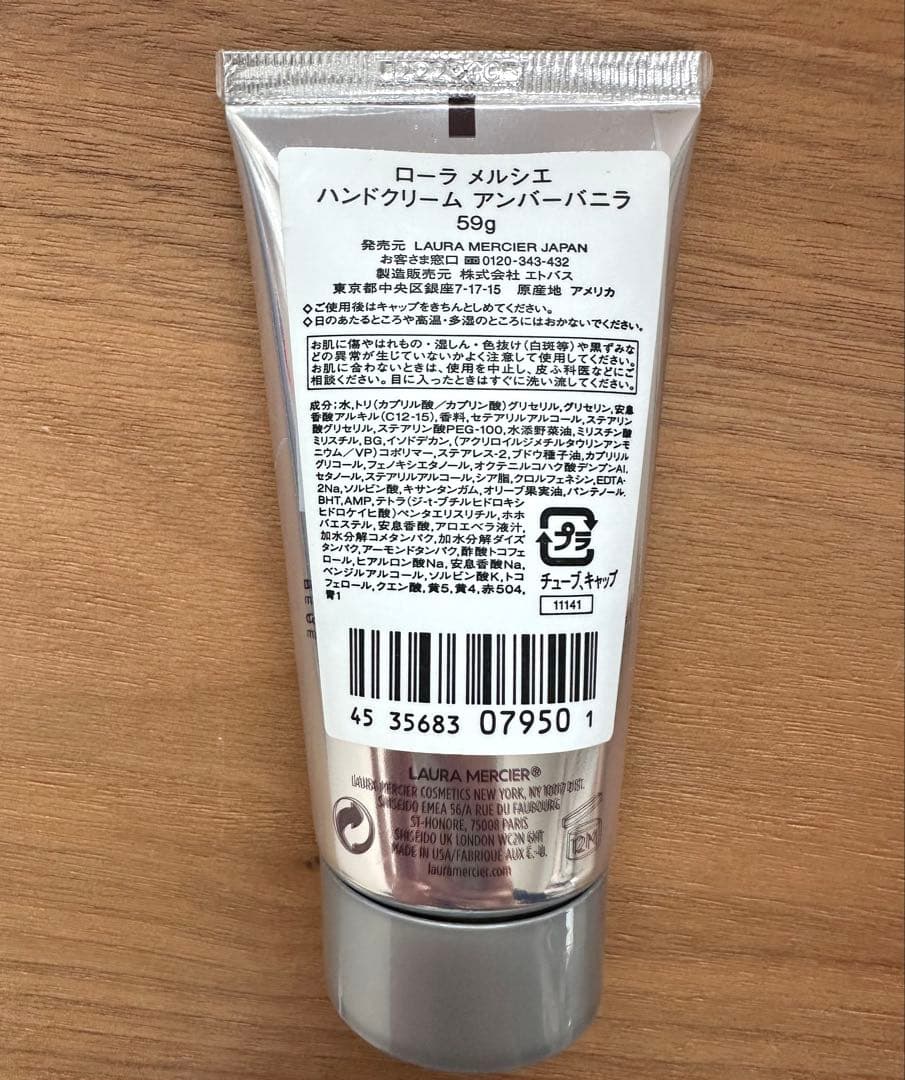 ローラ メルシエ
ハンドクリーム アンバーバニラ
59g
発売元 LAURA MERCIER JAPAN
お客さま窓口 0120-343-432
製造販売元 株式会社 エトバス
東京都中央区銀座7-17-15 原産地 アメリカ
◇ご使用後はキャップをきちんとしめてください。
◇日のあたるところや高温・多湿のところにはおかないでください。
お肌に傷やはれもの・湿しん・色抜け(白斑等)や黒ずみな
どの異常が生じていないかよく注意して使用してください。
お肌に合わないときは、使用を中止し、皮ふ科医などにご
相談ください。目に入ったときはすぐに洗い流してください。
成分:水,トリ(カプリル酸/カプリン酸)グリセリル,グリセリン,安息
香酸アルキル(C12-15),香料,セテアリルアルコール,ステアリン
酸グリセリル,ステアリン酸PEG-100,水添野菜油,ミリスチン酸
ミリスチル,BG,イソドデカン,(アクリロイルジメチルタウリンアンモ
ニウム/VP)コポリマー,ステアレス-2,ブドウ種子油,カプリリル
グリコール,フェノキシエタノール,オクテニルコハク酸デンプンAl,
セタノール,ステアリルアルコール,シア脂,クロルフェネシン,EDTA-
2Na,ソルビン酸,キサンタンガム,オリーブ果実油,パンテノール,
BHT,AMP,テトラ(ジ-t-ブチルヒドロキシ
ヒドロケイヒ酸)ペンタエリスリチル,ホホ
バエステル,安息香酸,アロエベラ液汁,
加水分解コメタンパク,加水分解ダイズ
タンパク,アーモンドタンパク,酢酸トコフェ
ロール,ヒアルロン酸Na,安息香酸Na,
ベンジルアルコール,ソルビン酸K,トコ
フェロール,クエン酸,黄5,黄4,赤504,
青1
プラ
チューブ、キャップ
11141
45 35683 07950 1
LAURA MERCIER®
LAURA MERCIER COSMETICS NEW YORK, NY 10017 DIST.
SHISEIDO EMEA 56/A RUE DU FAUBOURG
ST-HONORE, 75008 PARIS
SHISEIDO UK LONDON WC2N 6HT
MADE IN USA/FABRIQUÉ AUX É.-U.
lauramercier.com
12M